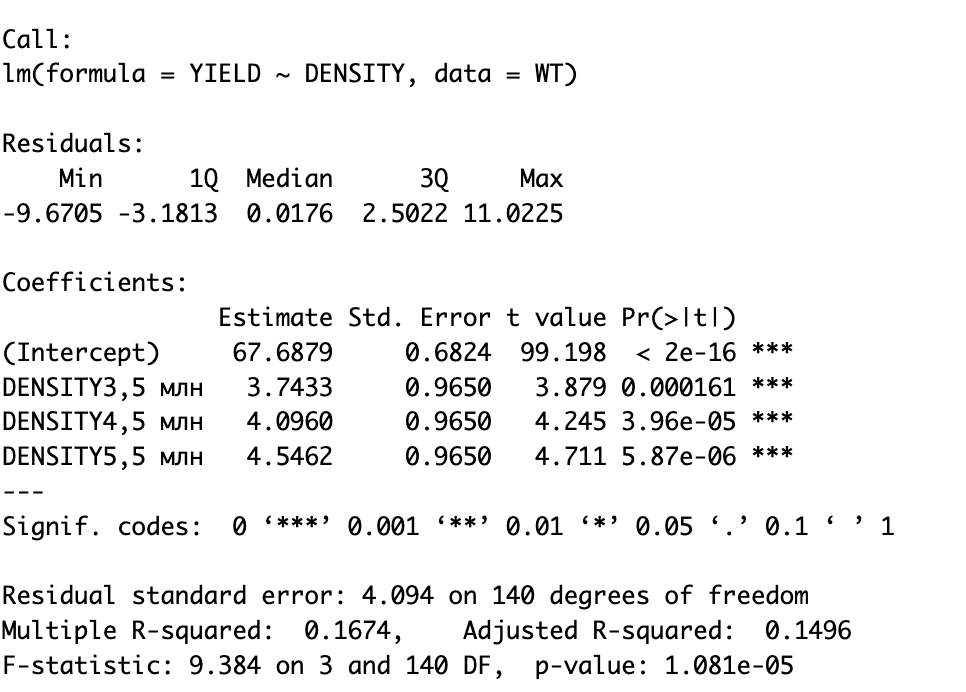 Call:
lm(formula = YIELD ~ DENSITY, data = WT)
Residuals:
    Min      1Q  Median      3Q     Max
-9.6705 -3.1813  0.0176  2.5022 11.0225
Coefficients:
               Estimate Std. Error t value Pr(>|t|)
(Intercept)     67.6879     0.6824  99.198  < 2e-16 ***
DENSITY3,5 млн   3.7433     0.9650   3.879 0.000161 ***
DENSITY4,5 млн   4.0960     0.9650   4.245 3.96e-05 ***
DENSITY5,5 млн   4.5462     0.9650   4.711 5.87e-06 ***
---
Signif. codes:  0 ‘***’ 0.001 ‘**’ 0.01 ‘*’ 0.05 ‘.’ 0.1 ‘ ’ 1
Residual standard error: 4.094 on 140 degrees of freedom
Multiple R-squared:  0.1674,	Adjusted R-squared:  0.1496
F-statistic: 9.384 on 3 and 140 DF,  p-value: 1.081e-05